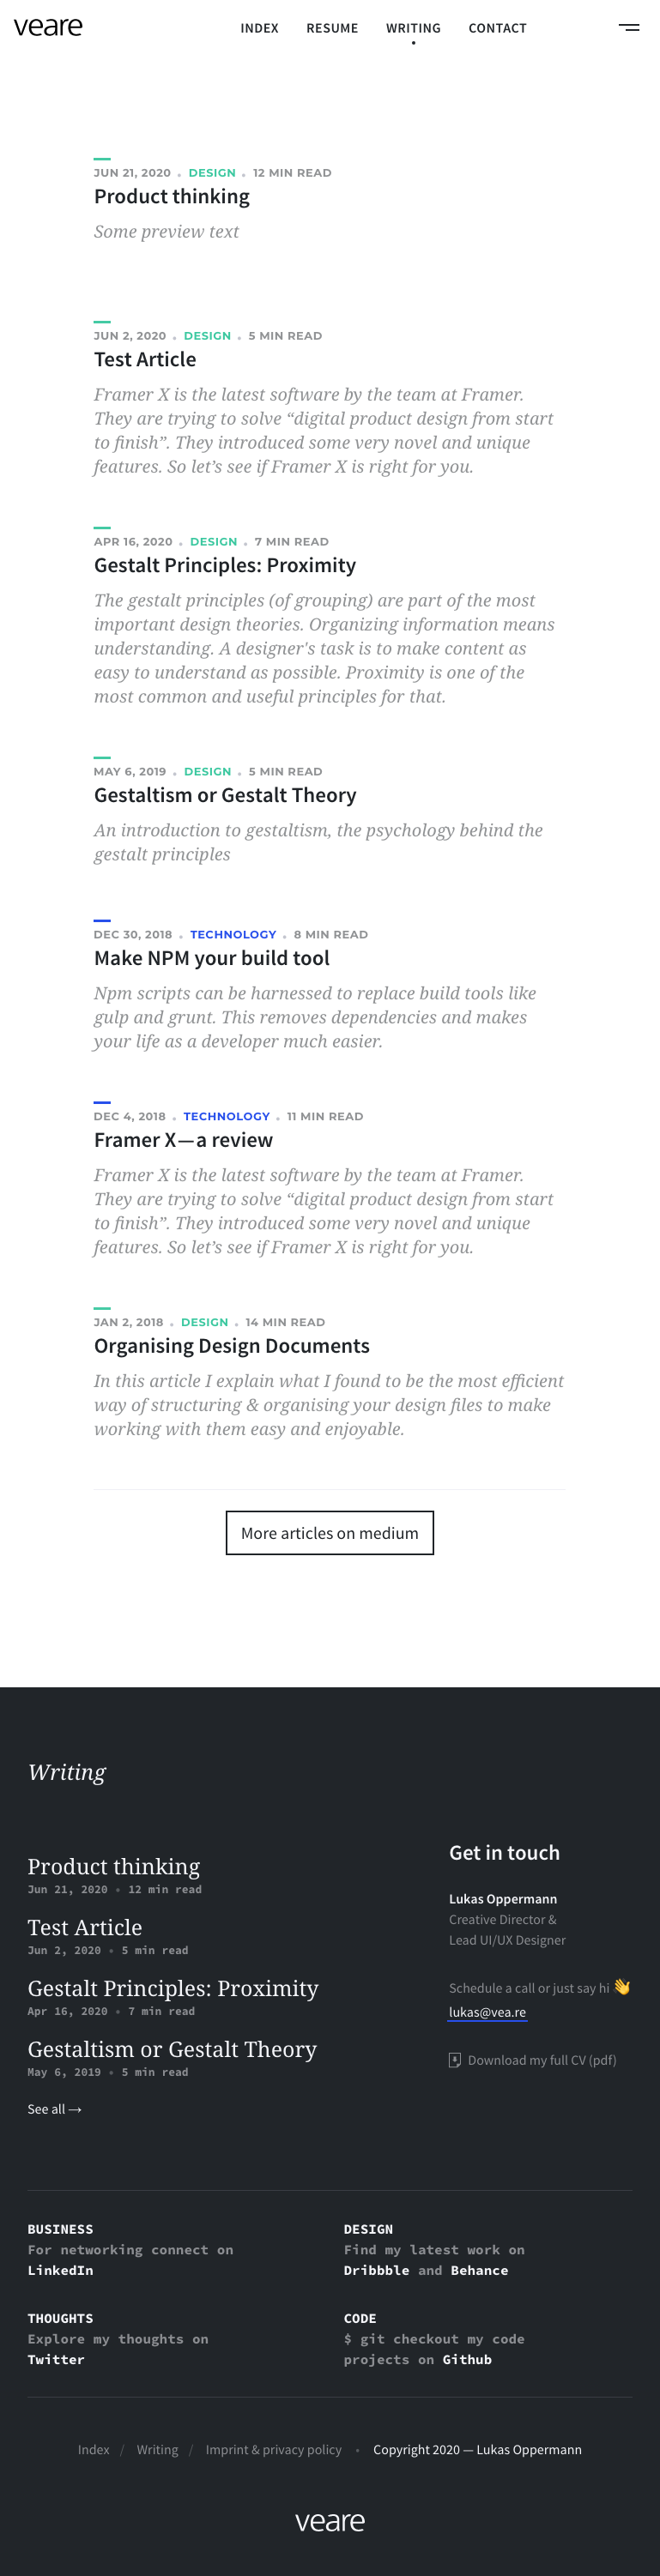 veare
INDEX RESUME WRITING CONTACT
JUN 21, 2020 • DESIGN • 12 MIN READ
Product thinking
Some preview text
JUN 2, 2020 • DESIGN • 5 MIN READ
Test Article
Framer X is the latest software by the team at Framer.
They are trying to solve “digital product design from start
to finish”. They introduced some very novel and unique
features. So let’s see if Framer X is right for you.
APR 16, 2020 • DESIGN • 7 MIN READ
Gestalt Principles: Proximity
The gestalt principles (of grouping) are part of the most
important design theories. Organizing information means
understanding. A designer's task is to make content as
easy to understand as possible. Proximity is one of the
most common and useful principles for that.
MAY 6, 2019 • DESIGN • 5 MIN READ
Gestaltism or Gestalt Theory
An introduction to gestaltism, the psychology behind the
gestalt principles
DEC 30, 2018 • TECHNOLOGY • 8 MIN READ
Make NPM your build tool
Npm scripts can be harnessed to replace build tools like
gulp and grunt. This removes dependencies and makes
your life as a developer much easier.
DEC 4, 2018 • TECHNOLOGY • 11 MIN READ
Framer X—a review
Framer X is the latest software by the team at Framer.
They are trying to solve “digital product design from start
to finish”. They introduced some very novel and unique
features. So let’s see if Framer X is right for you.
JAN 2, 2018 • DESIGN • 14 MIN READ
Organising Design Documents
In this article I explain what I found to be the most efficient
way of structuring & organising your design files to make
working with them easy and enjoyable.
More articles on medium
Writing
Product thinking
Jun 21, 2020 • 12 min read
Test Article
Jun 2, 2020 • 5 min read
Gestalt Principles: Proximity
Apr 16, 2020 • 7 min read
Gestaltism or Gestalt Theory
May 6, 2019 • 5 min read
See all →
Get in touch
Lukas Oppermann
Creative Director &
Lead UI/UX Designer
Schedule a call or just say hi 👋
lukas@vea.re
Download my full CV (pdf)
BUSINESS
For networking connect on
LinkedIn
DESIGN
Find my latest work on
Dribbble and Behance
THOUGHTS
Explore my thoughts on
Twitter
CODE
$ git checkout my code
projects on Github
Index / Writing / Imprint & privacy policy • Copyright 2020 — Lukas Oppermann
veare